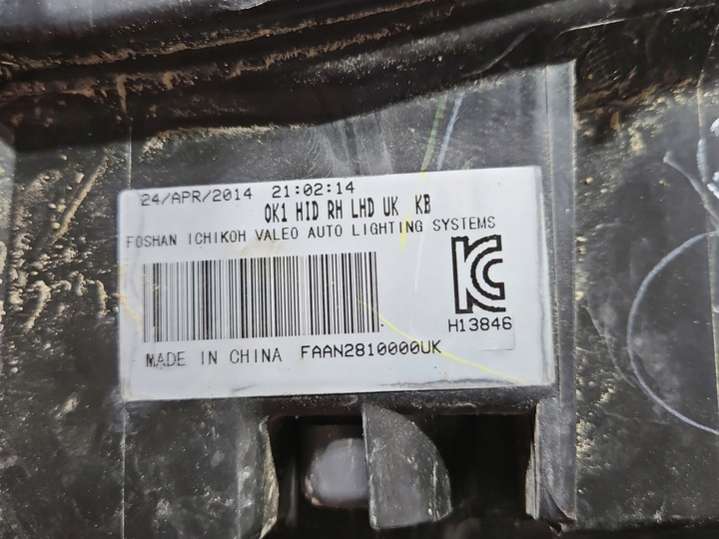 24/APR/2014 21:02:14
OK1 HID RH LHD UK KB
FOSHAN ICHIKOH VALEO AUTO LIGHTING SYSTEMS
KC
H13846
MADE IN CHINA FAAN2810000UK